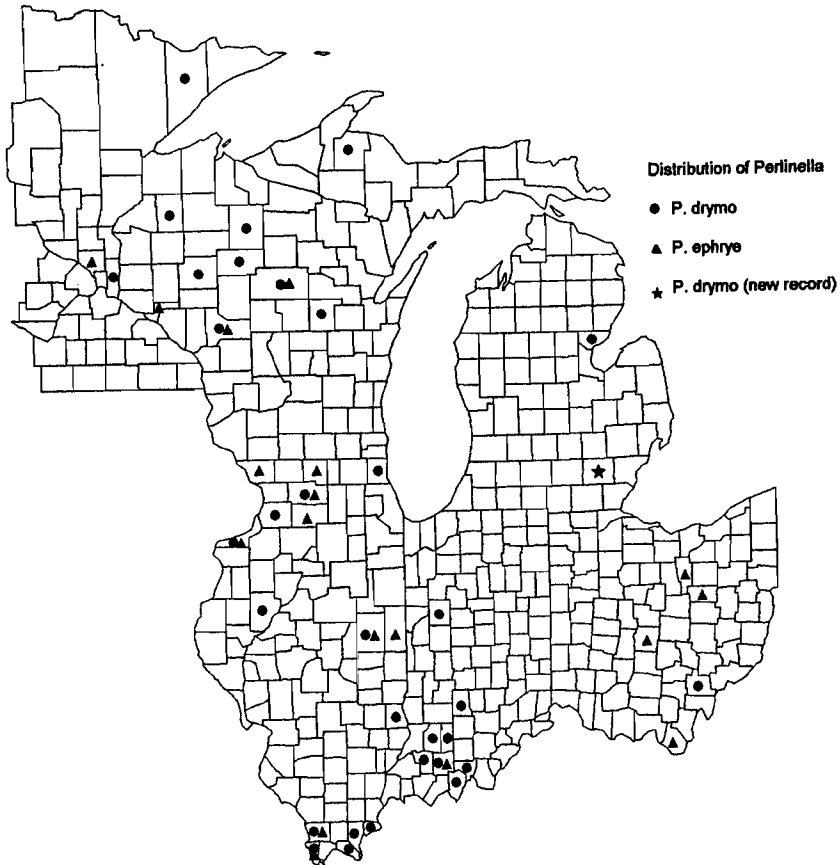 Distribution of Perlinella
P. drymo
P. ephrye
P. drymo (new record)